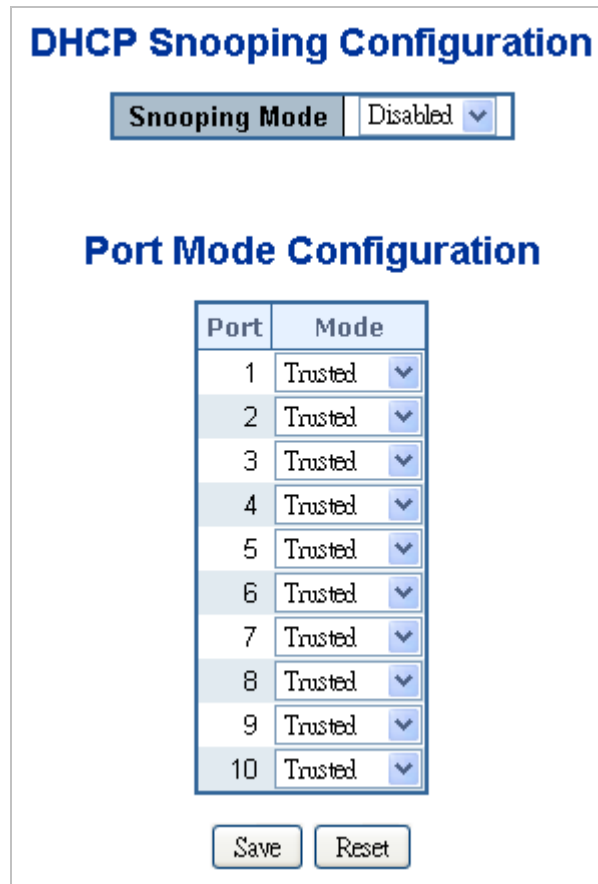 DHCP Snooping Configuration
Snooping Mode Disabled
Port Mode Configuration
Port Mode
1 Trusted
2 Trusted
3 Trusted
4 Trusted
5 Trusted
6 Trusted
7 Trusted
8 Trusted
9 Trusted
10 Trusted
Save Reset